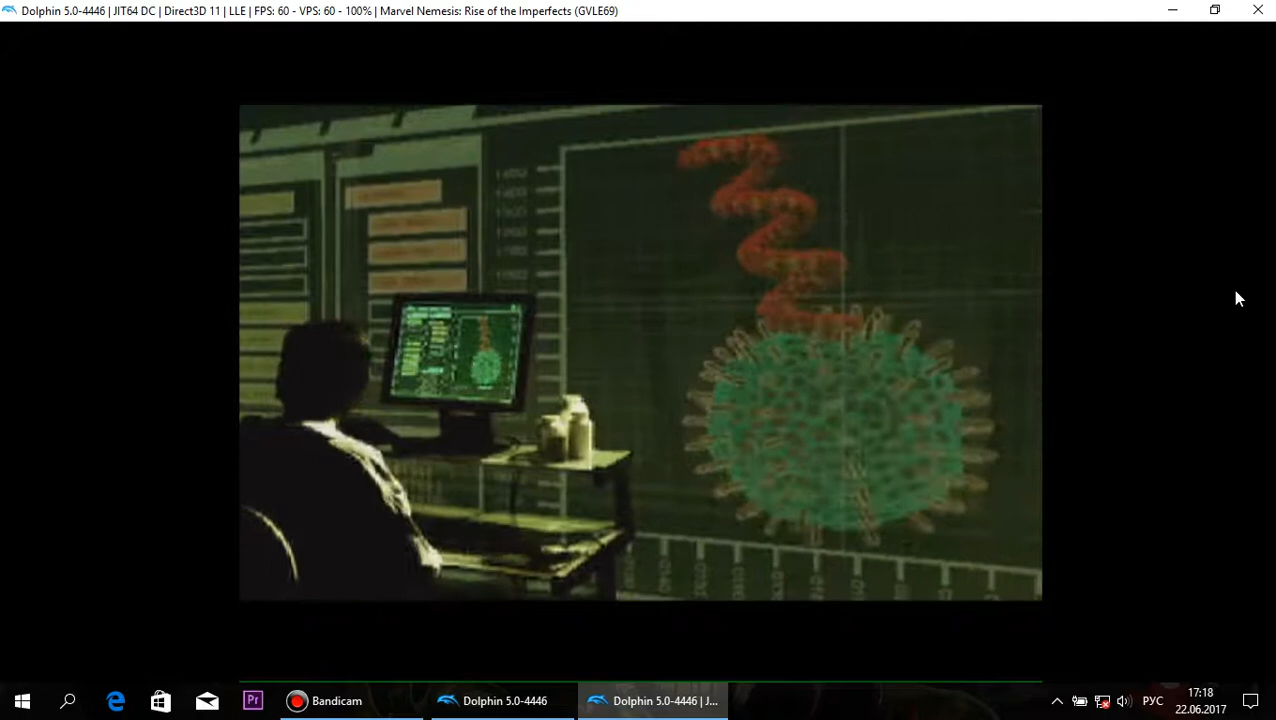 Dolphin 5.0-4446 | JIT64 DC | Direct3D 11 | LLE | FPS: 60 - VPS: 60 - 100% | Marvel Nemesis: Rise of the Imperfects (GVLE69)
Pr
Bandicam
Dolphin 5.0-4446
Dolphin 5.0-4446 | J...
РУС
17:18
22.06.2017